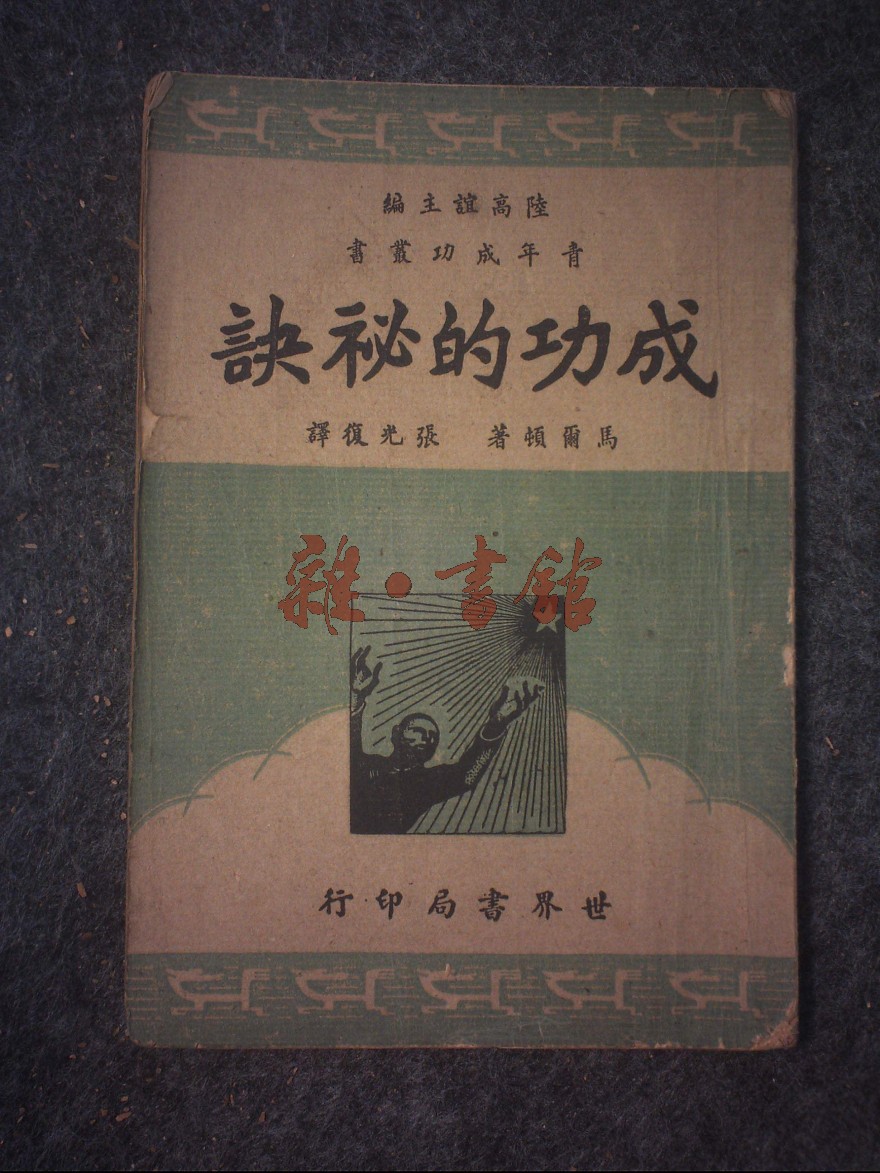 陸高誼主編
青年成功叢書
成功的祕訣
馬爾頓著 張光復譯
雜·書館
世界書局印行